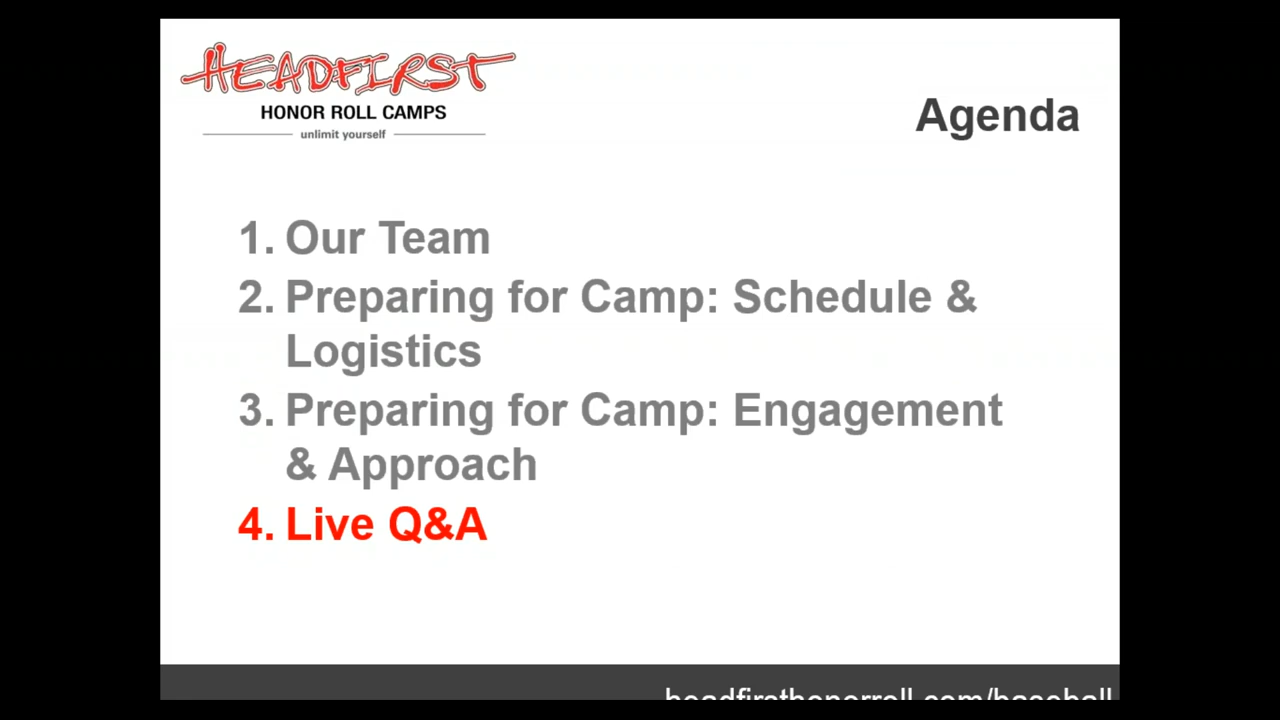 HEADFIRST
HONOR ROLL CAMPS
unlimit yourself
Agenda
1. Our Team
2. Preparing for Camp: Schedule &
Logistics
3. Preparing for Camp: Engagement
& Approach
4. Live Q&A
headfirsthonorroll.com/baseball